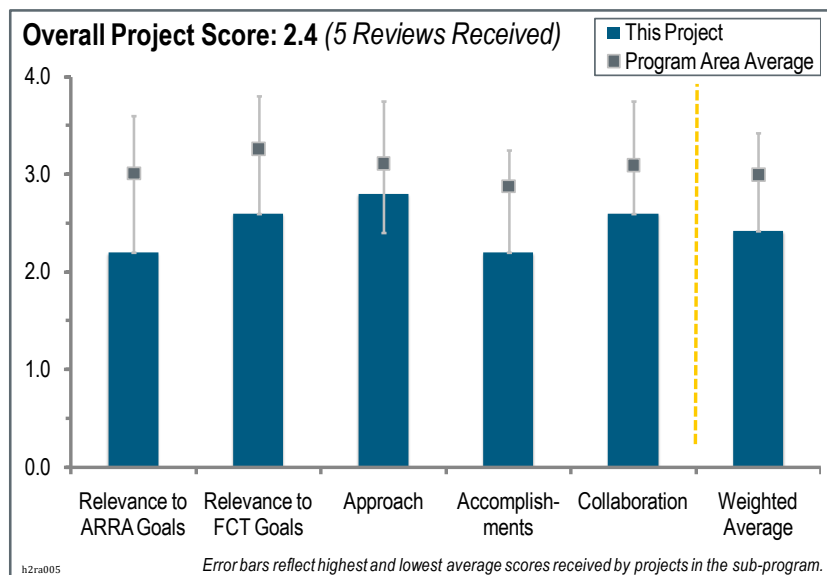 Overall Project Score: 2.4 (5 Reviews Received)
This Project
Program Area Average
4.0
3.0
2.0
1.0
0.0
Relevance to
ARRA Goals
Relevance to
FCT Goals
Approach
Accomplish-
ments
Collaboration
Weighted
Average
h2ra005
Error bars reflect highest and lowest average scores received by projects in the sub-program.